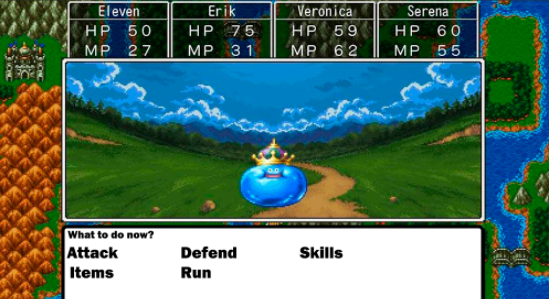 Eleven Erik Veronica Serena
HP 50 HP 75 HP 59 HP 60
MP 27 MP 31 MP 62 MP 55
What to do now?
Attack Defend Skills
Items Run